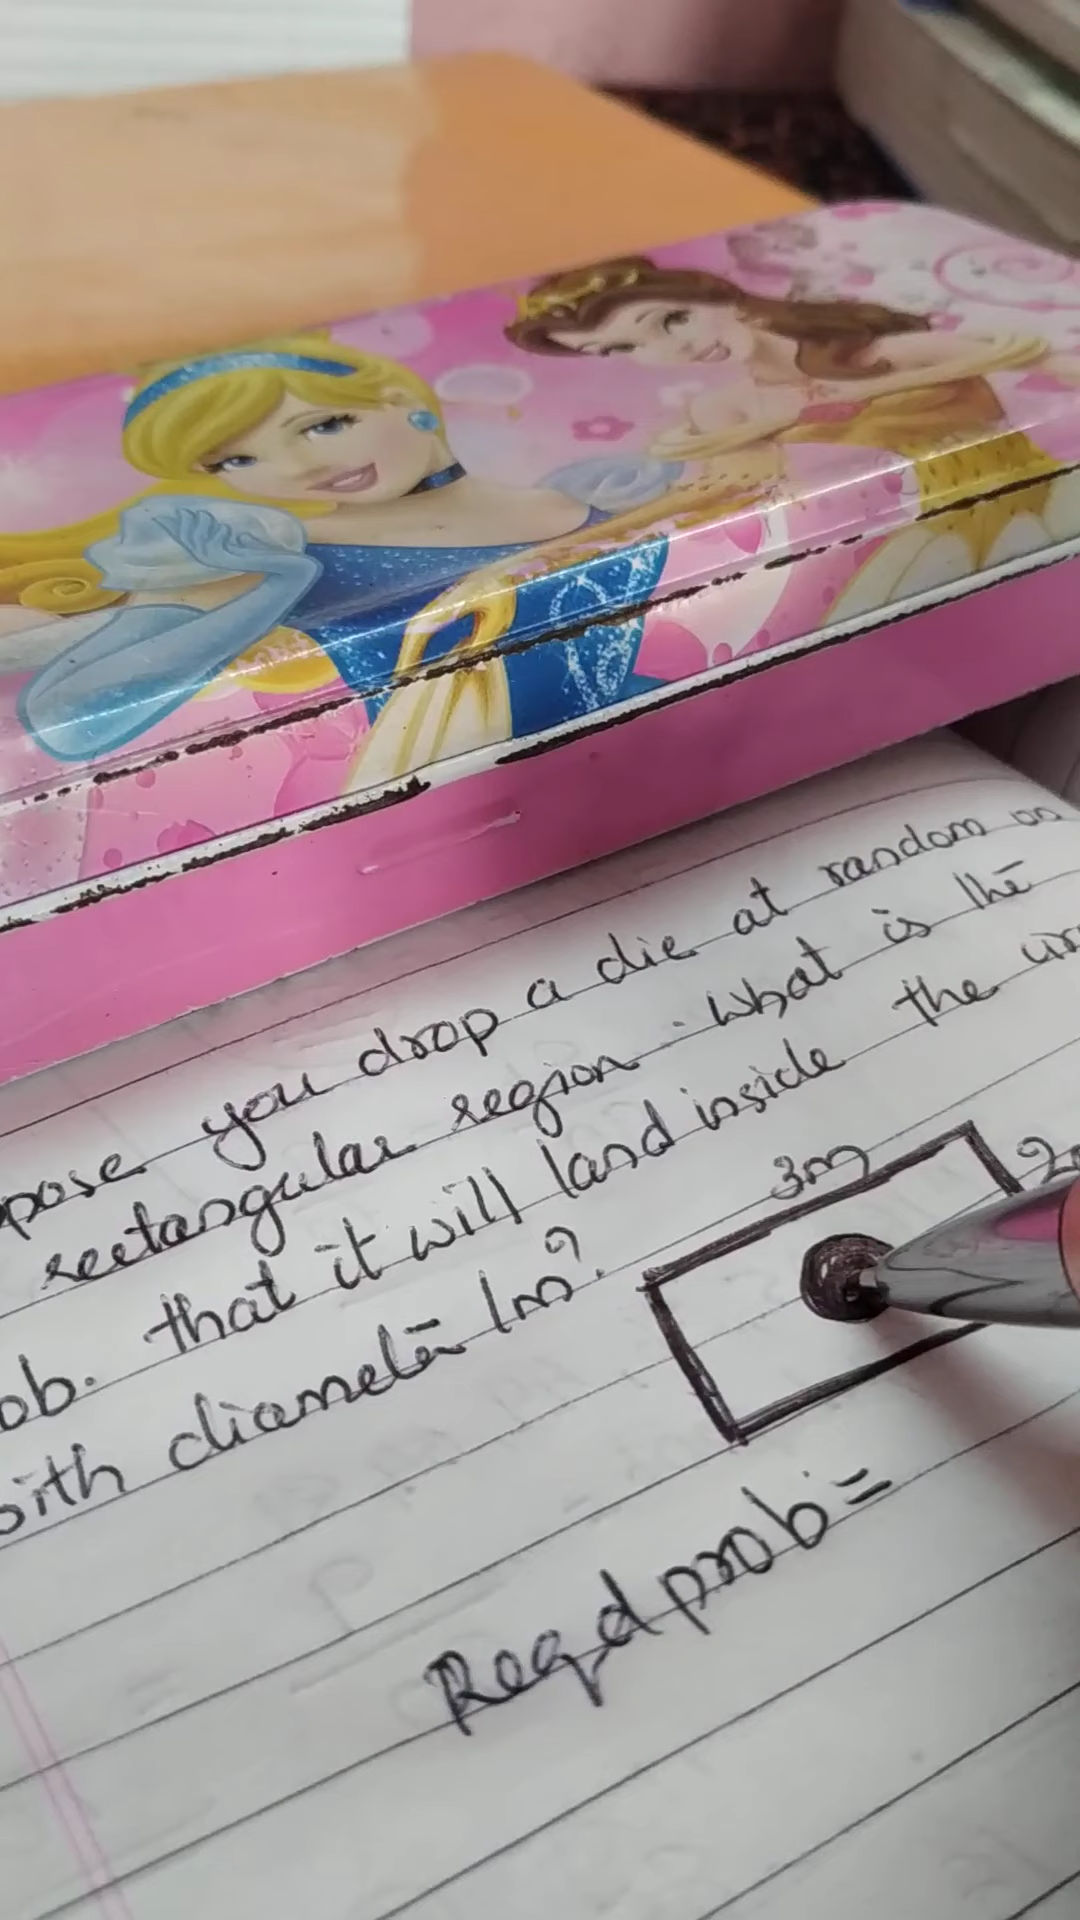 pose you drop a die at random on
rectangular region. What is the
ob. that it will land inside the
with diameter 1m?
3m
Reqd prob =